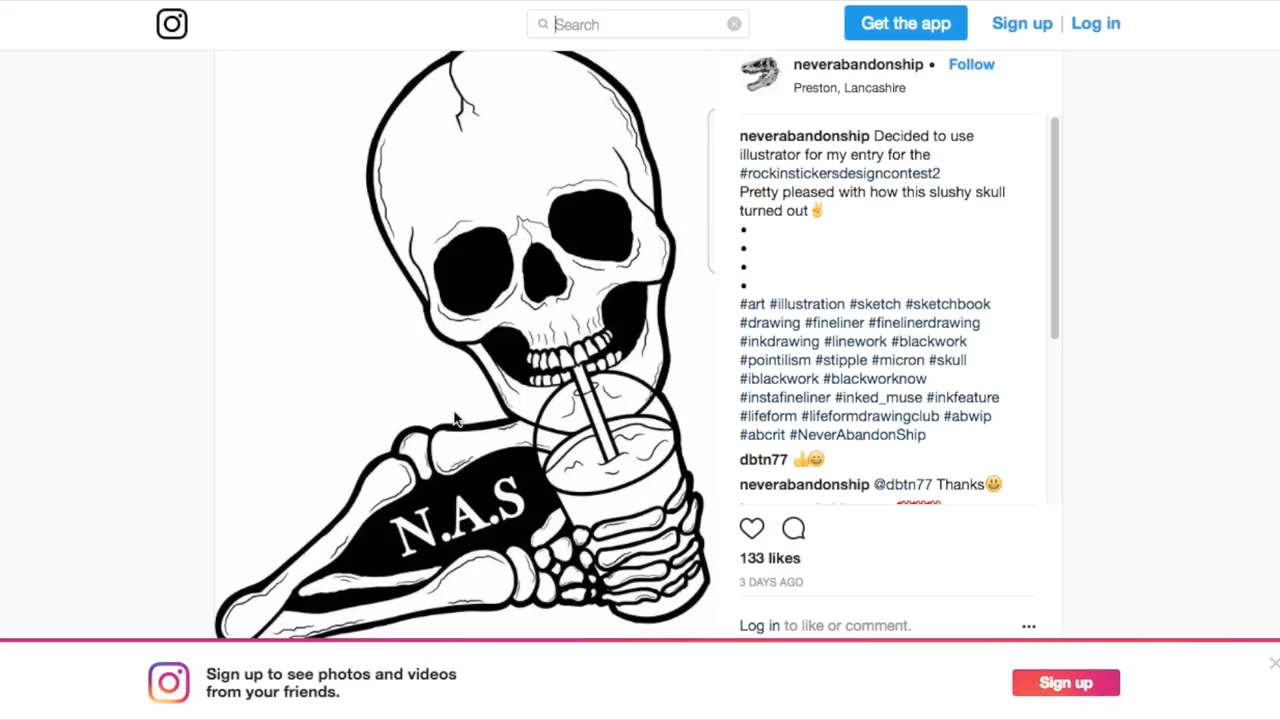 Search
Get the app
Sign up | Log in
neverabandonship • Follow
Preston, Lancashire
neverabandonship Decided to use
illustrator for my entry for the
#rockinstickersdesigncontest2
Pretty pleased with how this slushy skull
turned out✌
•
•
•
•
#art #illustration #sketch #sketchbook
#drawing #fineliner #finelinerdrawing
#inkdrawing #linework #blackwork
#pointilism #stipple #micron #skull
#iblackwork #blackworknow
#instafineliner #inked_muse #inkfeature
#lifeform #lifeformdrawingclub #abwip
#abcrit #NeverAbandonShip
dbtn77 👍😀
neverabandonship @dbtn77 Thanks😀
133 likes
3 DAYS AGO
Log in to like or comment.
N.A.S
Sign up to see photos and videos
from your friends.
Sign up